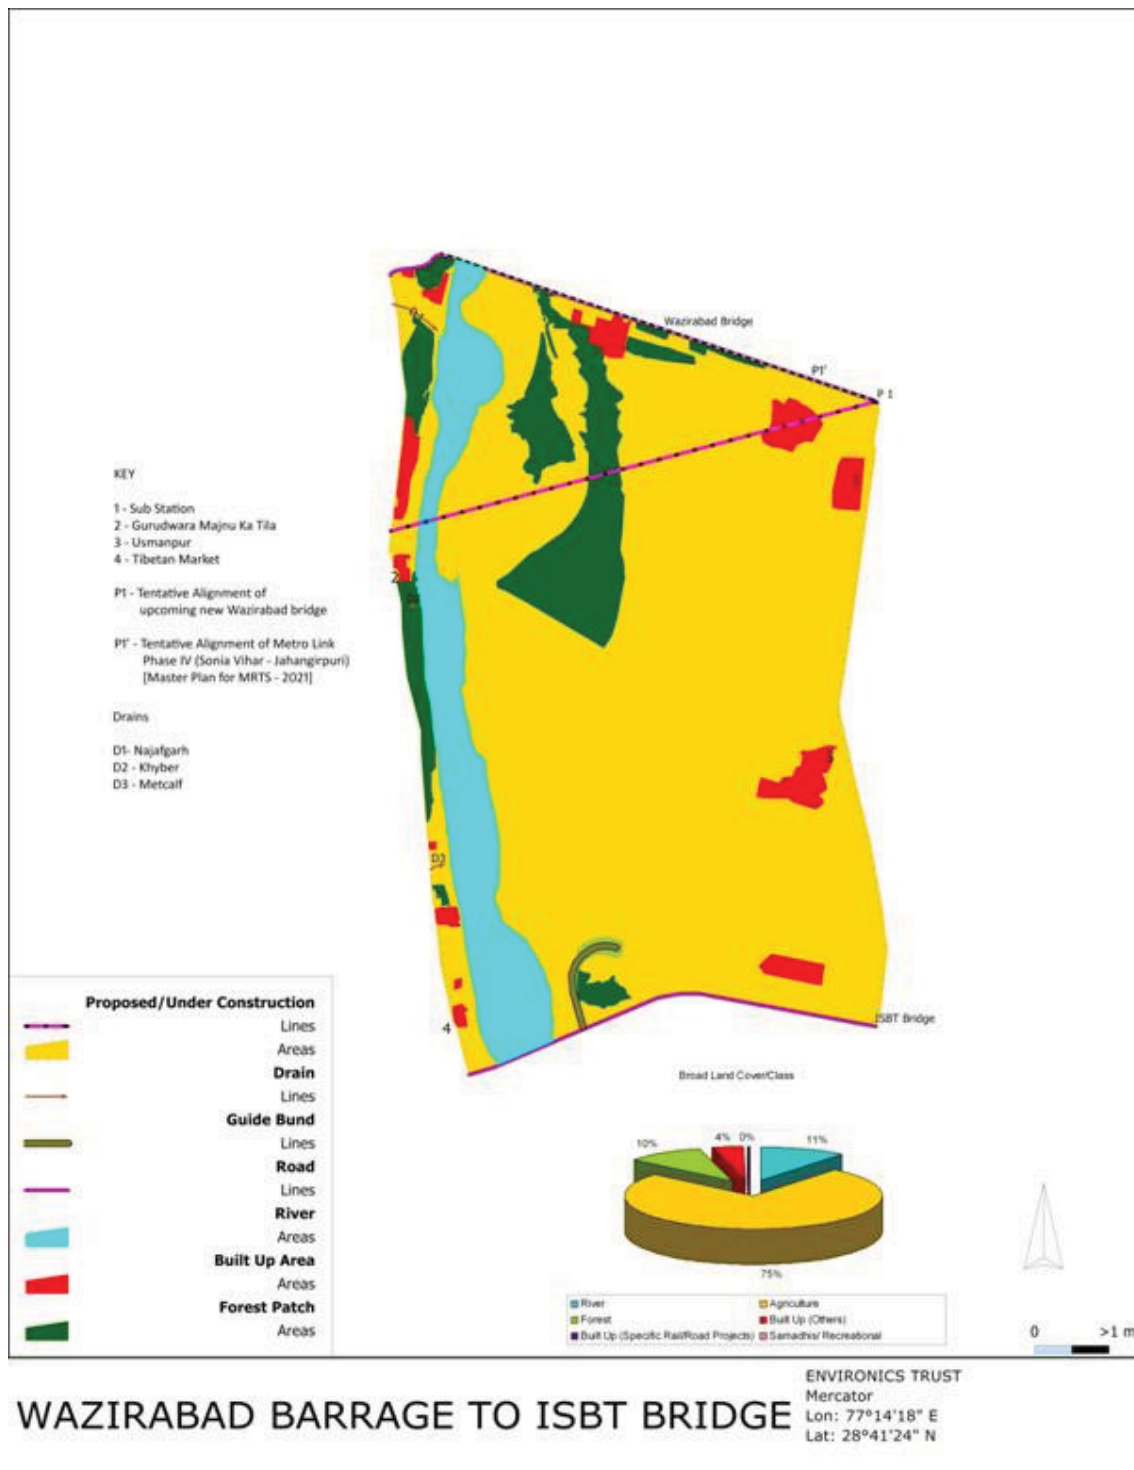 Wazirabad Bridge
P1'
P 1
KEY
1 - Sub Station
2 - Gurudwara Majnu Ka Tila
3 - Usmanpur
4 - Tibetan Market
P1 - Tentative Alignment of
upcoming new Wazirabad bridge
P1' - Tentative Alignment of Metro Link
Phase IV (Sonia Vihar - Jahangirpuri)
[Master Plan for MRTS - 2021]
Drains
D1- Najafgarh
D2 - Khyber
D3 - Metcalf
2
D3
4
ISBT Bridge
Proposed/Under Construction
Lines
Areas
Drain
Lines
Guide Bund
Lines
Road
Lines
River
Areas
Built Up Area
Areas
Forest Patch
Areas
Broad Land Cover/Class
10%
4%
0%
11%
75%
River
Agriculture
Forest
Built Up (Others)
Built Up (Specific Rail/Road Projects)
Samadhis/ Recreational
0 >1 m
WAZIRABAD BARRAGE TO ISBT BRIDGE
ENVIRONICS TRUST
Mercator
Lon: 77°14'18" E
Lat: 28°41'24" N